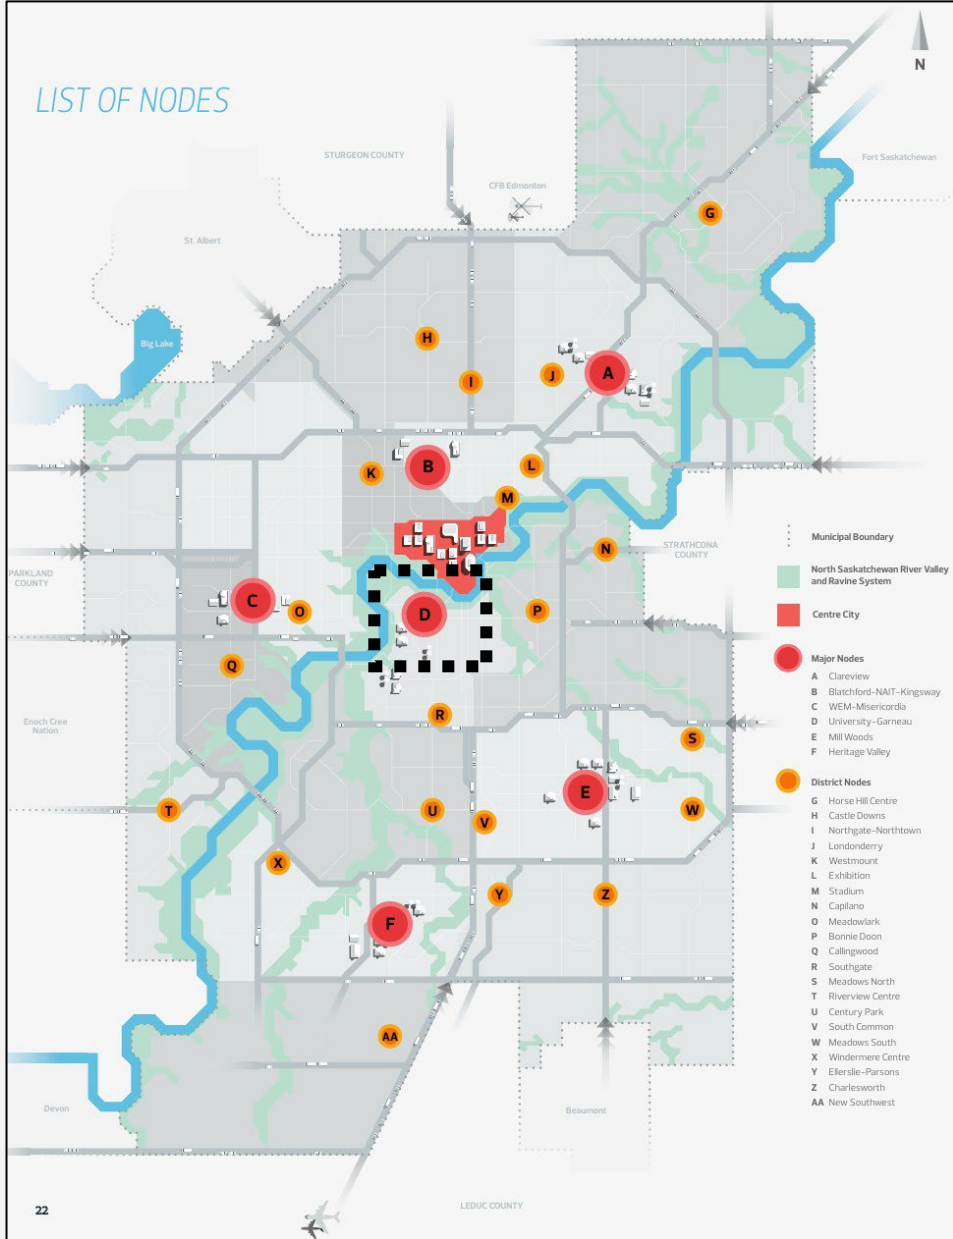 LIST OF NODES
N
STURGEON COUNTY
Fort Saskatchewan
CFB Edmonton
G
St. Albert
H
Big Lake
I
J
A
B
K
L
M
STRATHCONA
COUNTY
N
PARKLAND
COUNTY
C
O
D
P
Q
Enoch Cree
Nation
R
S
E
T
U
V
W
X
Y
Z
F
AA
Devon
Beaumont
LEDUC COUNTY
22
Municipal Boundary
North Saskatchewan River Valley
and Ravine System
Centre City
Major Nodes
A Clareview
B Blatchford-NAIT-Kingsway
C WEM-Misericordia
D University-Garneau
E Mill Woods
F Heritage Valley
District Nodes
G Horse Hill Centre
H Castle Downs
I Northgate-Northtown
J Londonderry
K Westmount
L Exhibition
M Stadium
N Capilano
O Meadowlark
P Bonnie Doon
Q Callingwood
R Southgate
S Meadows North
T Riverview Centre
U Century Park
V South Common
W Meadows South
X Windermere Centre
Y Ellerslie-Parsons
Z Charlesworth
AA New Southwest